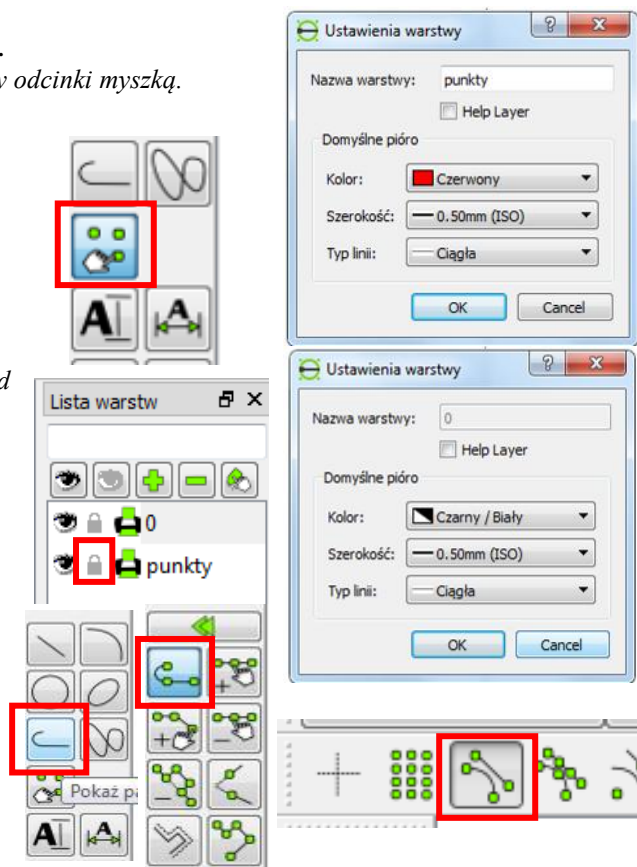 .
y odcinki myszką.
Ustawienia warstwy
Nazwa warstwy: punkty
Help Layer
Domyślne pióro
Kolor: Czerwony
Szerokość: 0.50mm (ISO)
Typ linii: Ciągła
OK Cancel
A
A
d
Lista warstw
0
punkty
Ustawienia warstwy
Nazwa warstwy: 0
Help Layer
Domyślne pióro
Kolor: Czarny / Biały
Szerokość: 0.50mm (ISO)
Typ linii: Ciągła
OK Cancel
Pokaż pa
A
A